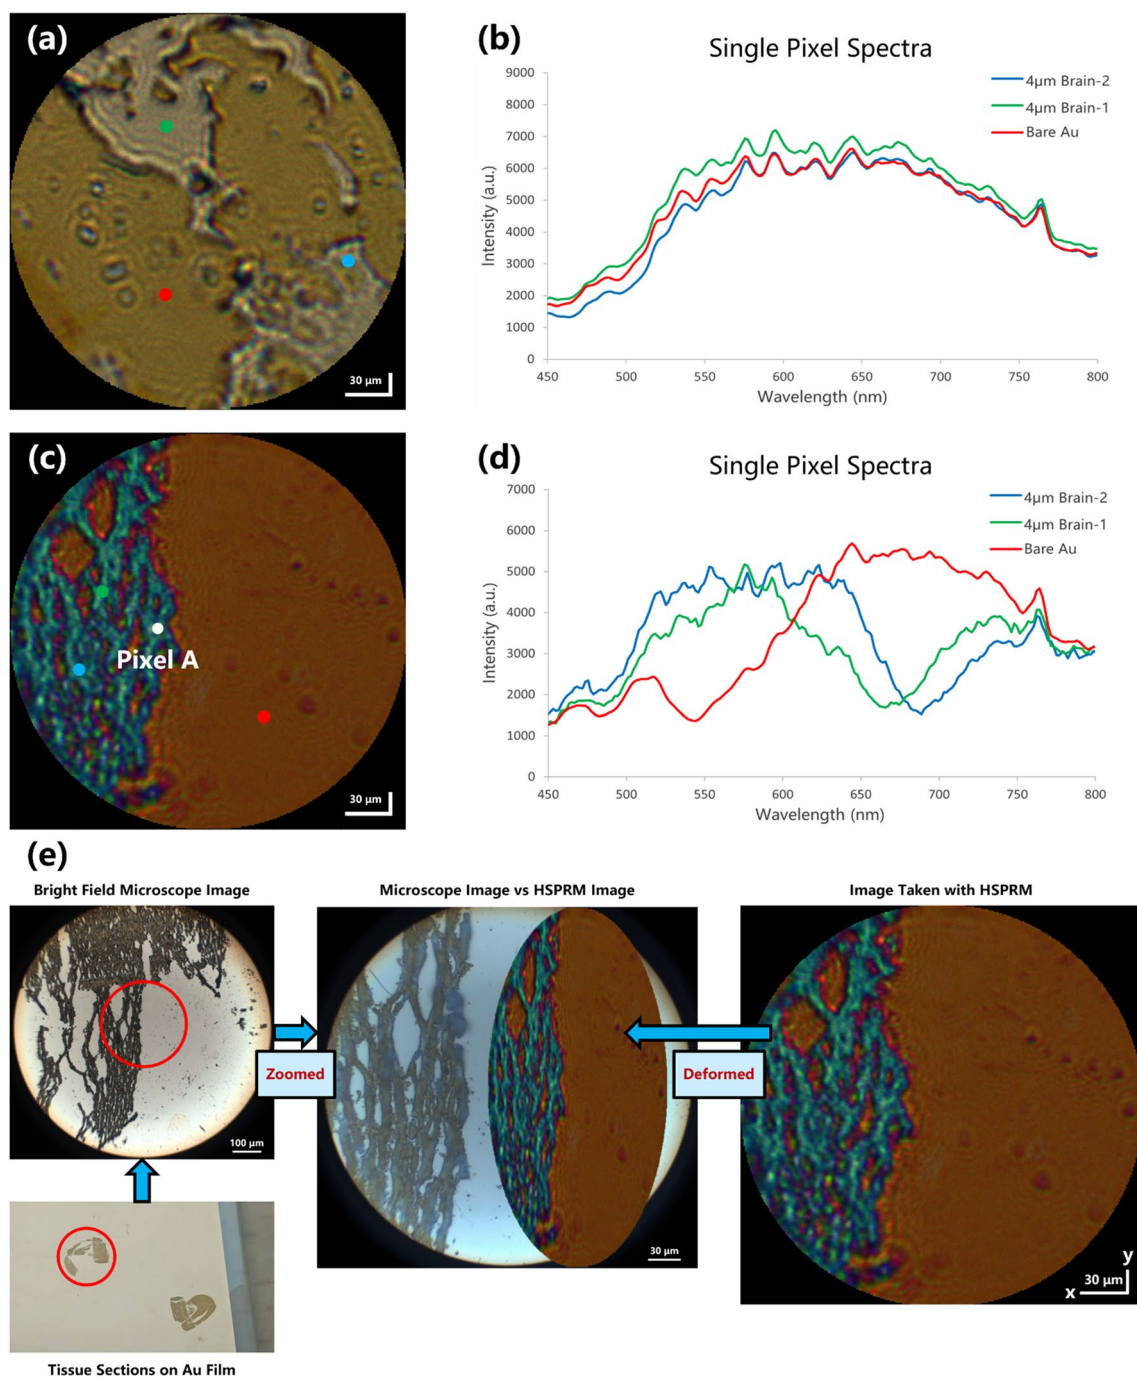 (a)
30 µm
(b)
Single Pixel Spectra
4µm Brain-2
4µm Brain-1
Bare Au
9000
8000
7000
6000
5000
4000
3000
2000
1000
0
Intensity (a.u.)
450 500 550 600 650 700 750 800
Wavelength (nm)
(c)
Pixel A
30 µm
(d)
Single Pixel Spectra
4µm Brain-2
4µm Brain-1
Bare Au
7000
6000
5000
4000
3000
2000
1000
0
Intensity (a.u.)
450 500 550 600 650 700 750 800
Wavelength (nm)
(e)
Bright Field Microscope Image
Microscope Image vs HSPRM Image
Image Taken with HSPRM
Zoomed
Deformed
100 µm
30 µm
y
x
30 µm
Tissue Sections on Au Film